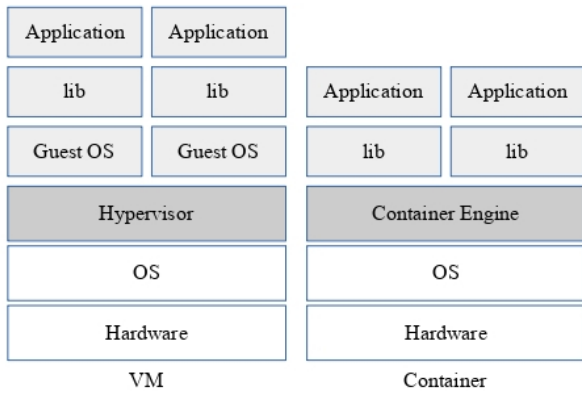 Application Application
lib lib
Application Application
Guest OS Guest OS
lib lib
Hypervisor Container Engine
OS OS
Hardware Hardware
VM Container